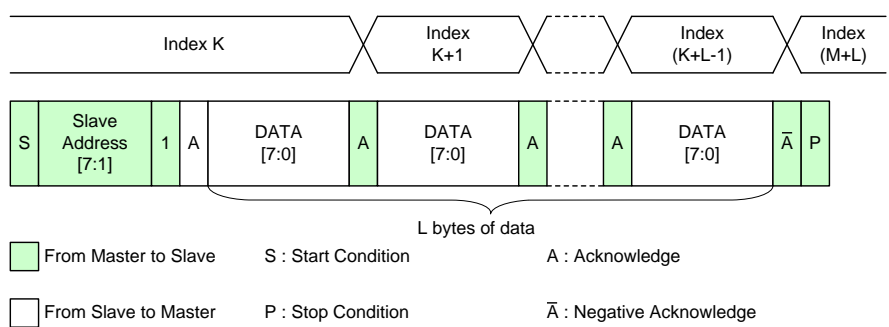 Index K
Index
K+1
Index
(K+L-1)
Index
(M+L)
S
Slave
Address
[7:1]
1
A
DATA
[7:0]
A
DATA
[7:0]
A
A
DATA
[7:0]
A̅
P
L bytes of data
From Master to Slave
S : Start Condition
A : Acknowledge
From Slave to Master
P : Stop Condition
A̅ : Negative Acknowledge